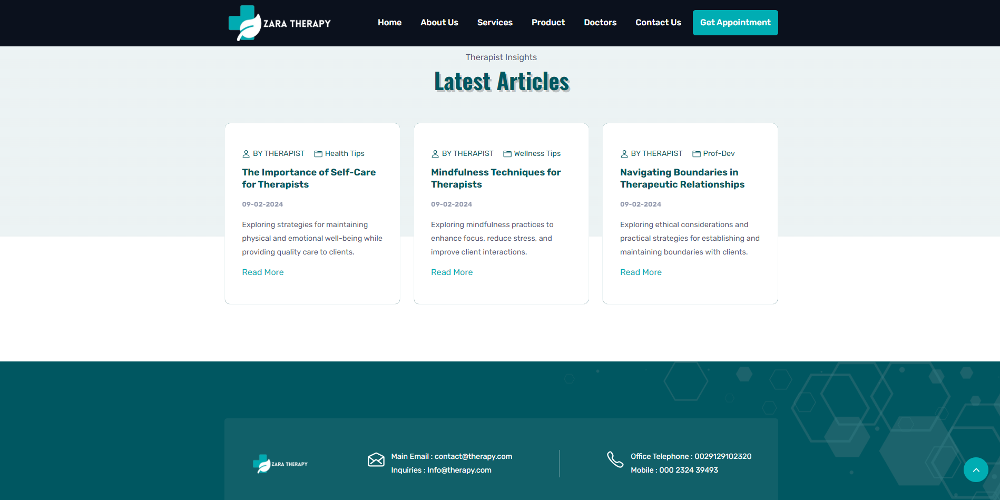 ZARA THERAPY
Home About Us Services Product Doctors Contact Us Get Appointment
Therapist Insights
Latest Articles
BY THERAPIST Health Tips
The Importance of Self-Care
for Therapists
09-02-2024
Exploring strategies for maintaining
physical and emotional well-being while
providing quality care to clients.
Read More
BY THERAPIST Wellness Tips
Mindfulness Techniques for
Therapists
09-02-2024
Exploring mindfulness practices to
enhance focus, reduce stress, and
improve client interactions.
Read More
BY THERAPIST Prof-Dev
Navigating Boundaries in
Therapeutic Relationships
09-02-2024
Exploring ethical considerations and
practical strategies for establishing and
maintaining boundaries with clients.
Read More
ZARA THERAPY
Main Email : contact@therapy.com
Inquiries : Info@therapy.com
Office Telephone : 0029129102320
Mobile : 000 2324 39493